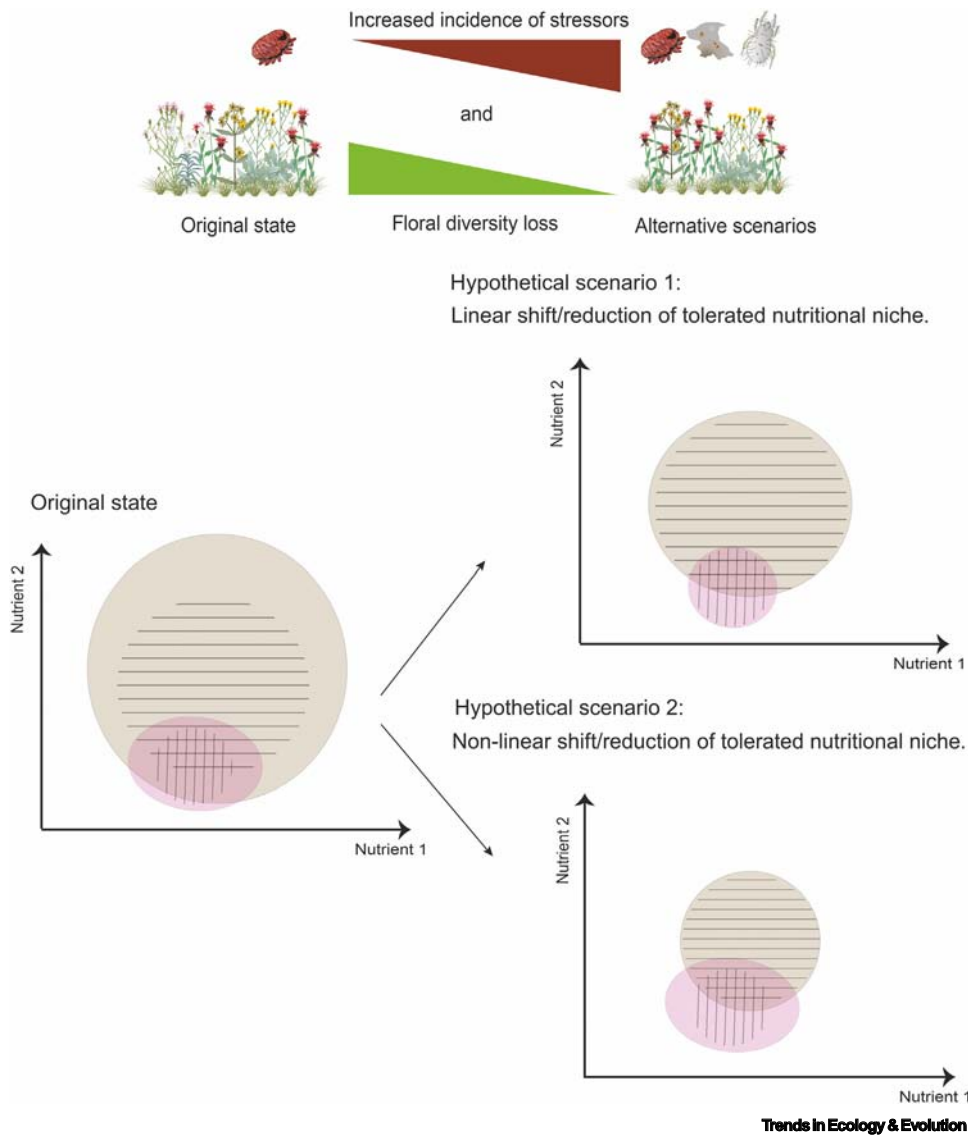 Increased incidence of stressors
and
Original state
Floral diversity loss
Alternative scenarios
Hypothetical scenario 1:
Linear shift/reduction of tolerated nutritional niche.
Nutrient 2
Nutrient 1
Original state
Nutrient 2
Nutrient 1
Hypothetical scenario 2:
Non-linear shift/reduction of tolerated nutritional niche.
Nutrient 2
Nutrient 1
Trends in Ecology & Evolution